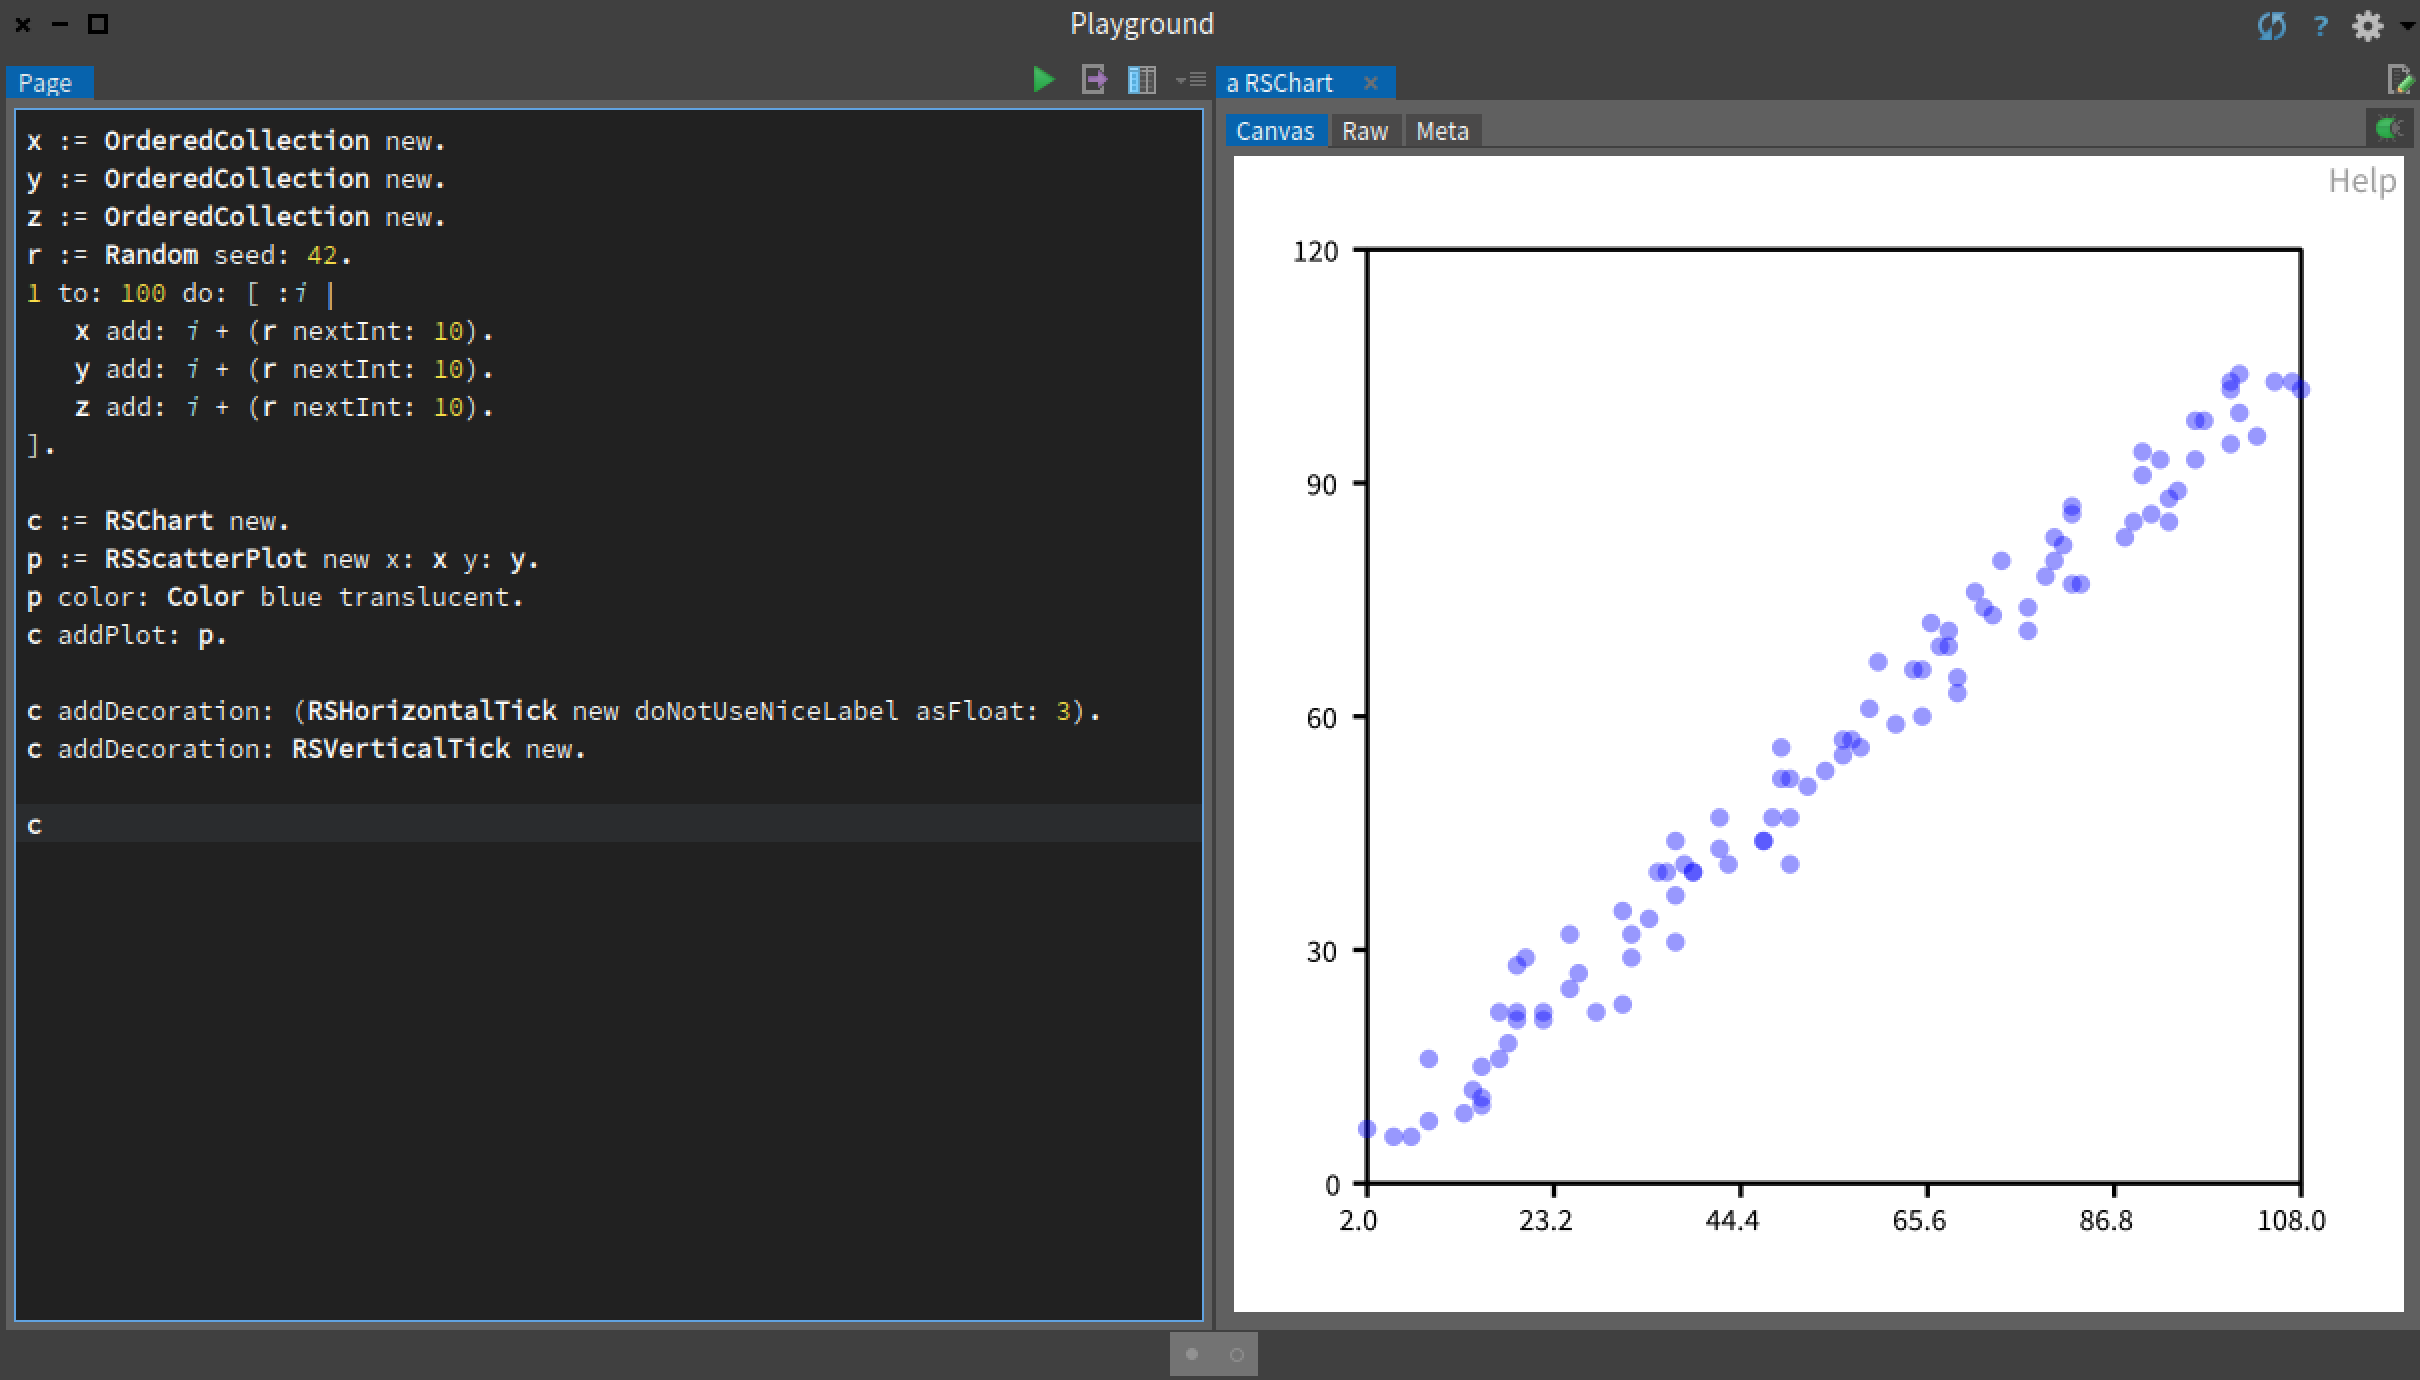 Playground
?
Page
x := OrderedCollection new.
y := OrderedCollection new.
z := OrderedCollection new.
r := Random seed: 42.
1 to: 100 do: [ :i |
   x add: i + (r nextInt: 10).
   y add: i + (r nextInt: 10).
   z add: i + (r nextInt: 10).
].
c := RSChart new.
p := RSScatterPlot new x: x y: y.
p color: Color blue translucent.
c addPlot: p.
c addDecoration: (RSHorizontalTick new doNotUseNiceLabel asFloat: 3).
c addDecoration: RSVerticalTick new.
c
a RSChart
Canvas Raw Meta
Help
120
90
60
30
0
2.0 23.2 44.4 65.6 86.8 108.0